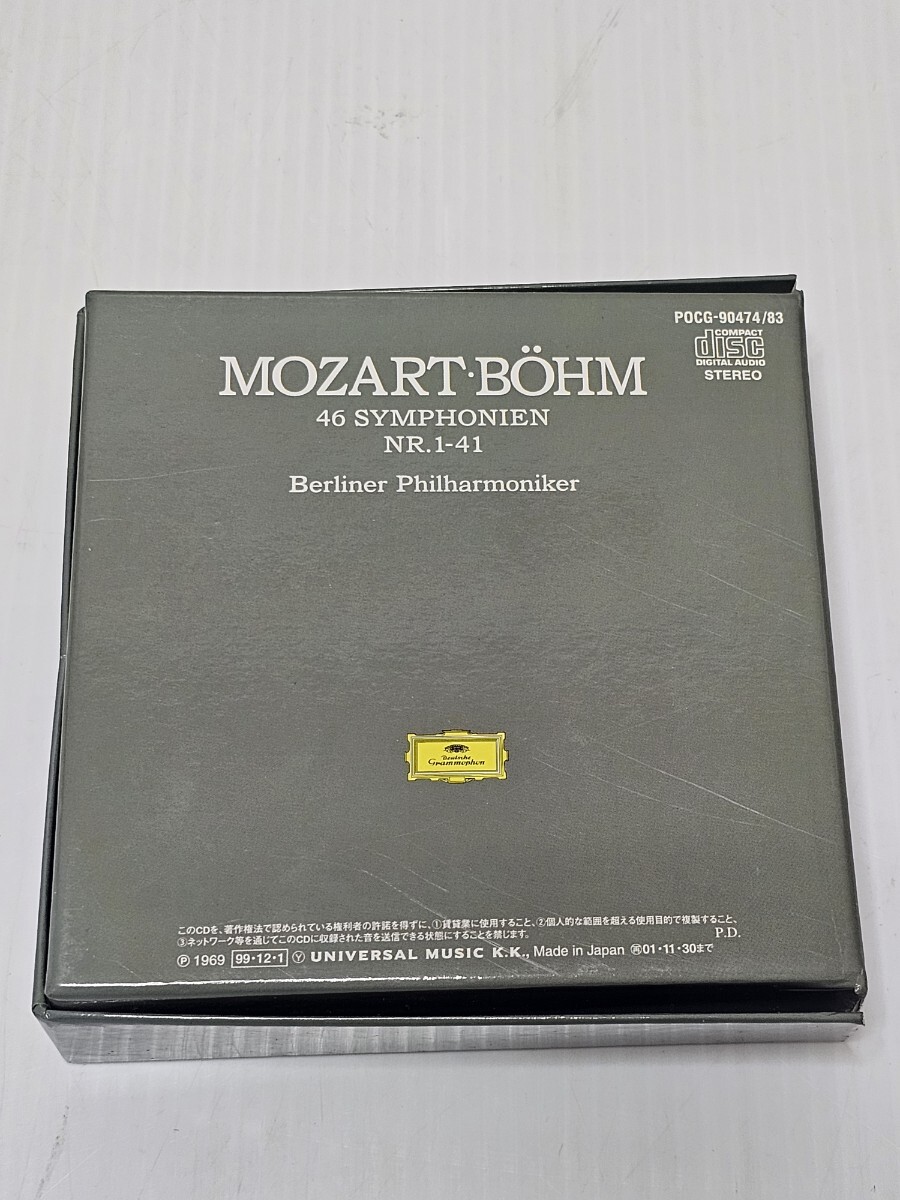 POCG-90474/83
COMPACT
disc
DIGITAL AUDIO
STEREO
MOZART·BÖHM
46 SYMPHONIEN
NR.1-41
Berliner Philharmoniker
Deutsche
Grammophon
このCDを、著作権法で認められている権利者の許諾を得ずに、①賃貸業に使用すること、②個人的な範囲を超える使用目的で複製すること、
③ネットワーク等を通じてこのCDに収録された音を送信できる状態にすることを禁じます。
P.D.
Ⓟ 1969 99·12·1 Ⓨ UNIVERSAL MUSIC K.K., Made in Japan ㊐01·11·30まで